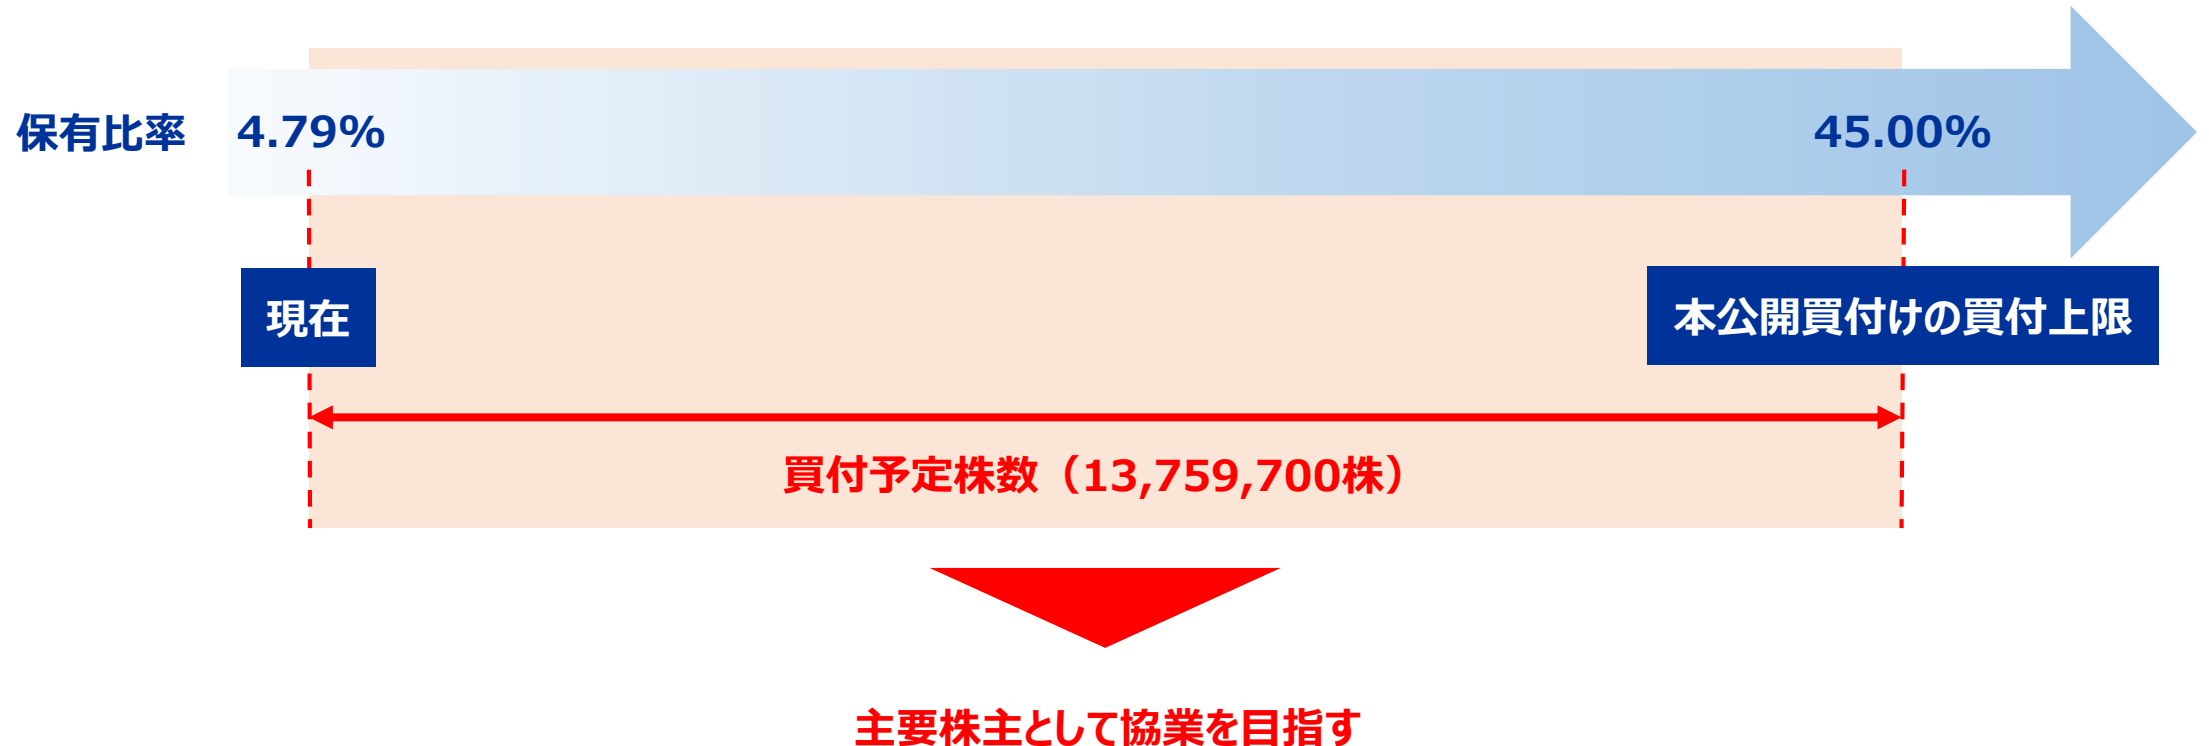 保有比率 4.79% 45.00%
現在 本公開買付けの買付上限
買付予定株数（13,759,700株）
主要株主として協業を目指す